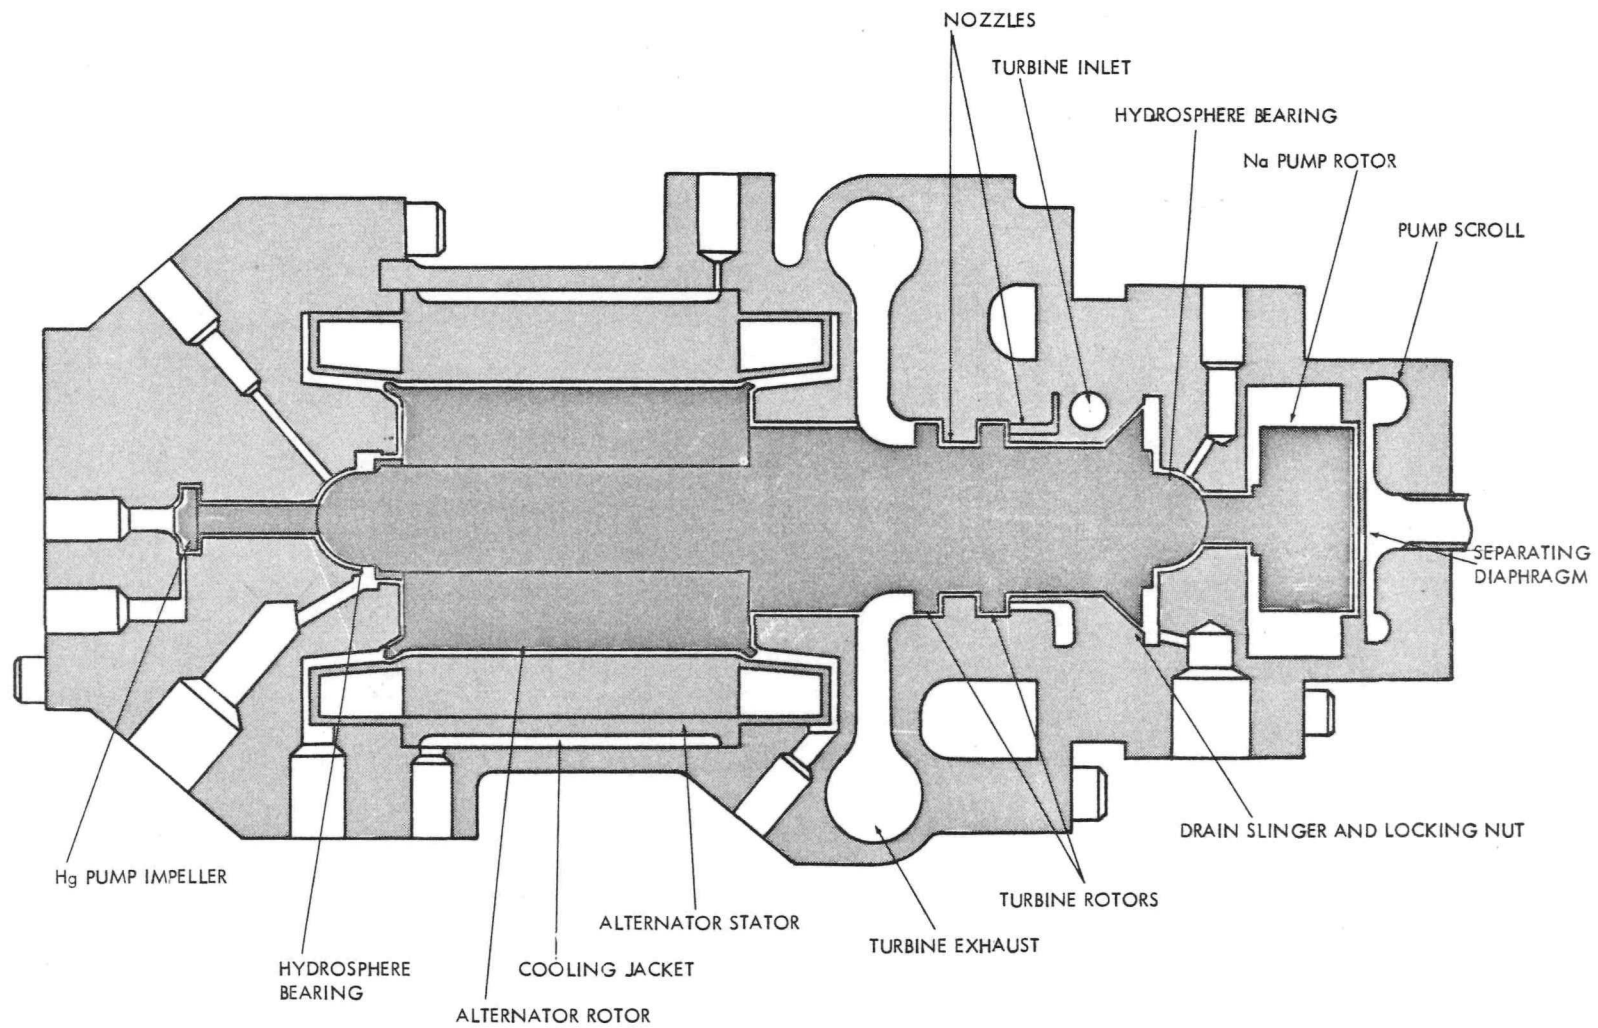 NOZZLES
TURBINE INLET
HYDROSPHERE BEARING
Na PUMP ROTOR
PUMP SCROLL
SEPARATING
DIAPHRAGM
DRAIN SLINGER AND LOCKING NUT
Hg PUMP IMPELLER
TURBINE ROTORS
ALTERNATOR STATOR
TURBINE EXHAUST
HYDROSPHERE
BEARING
COOLING JACKET
ALTERNATOR ROTOR